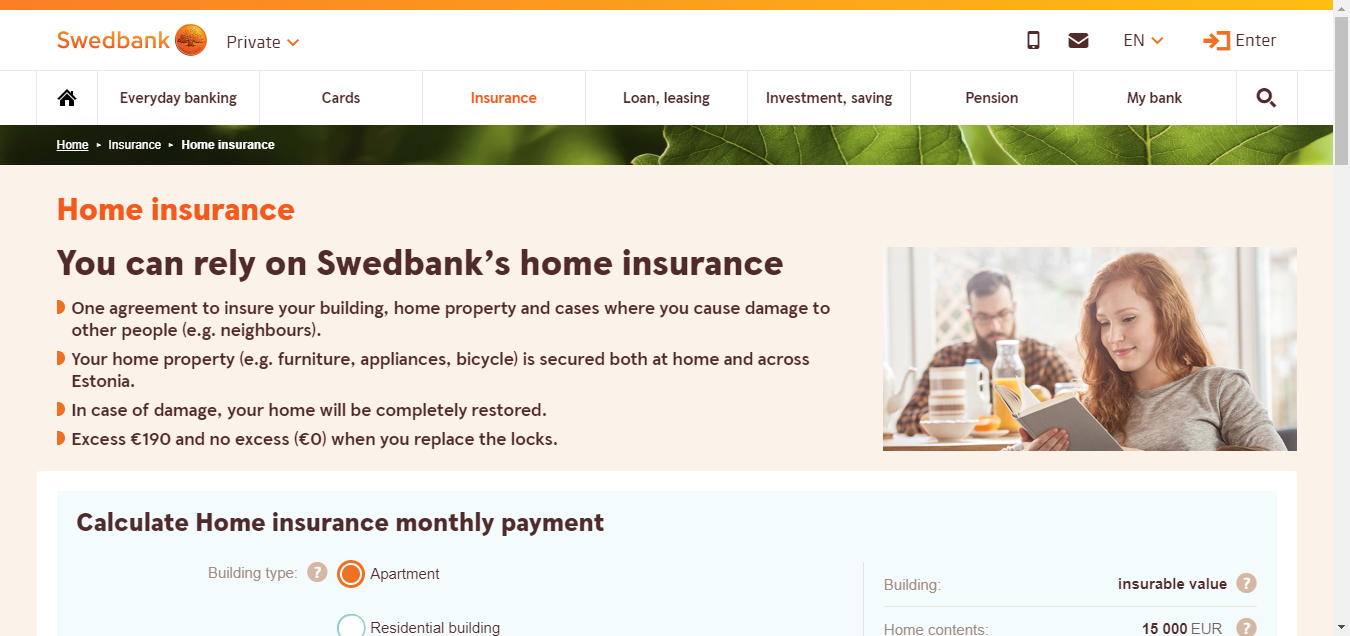 Swedbank Private EN Enter
Everyday banking Cards Insurance Loan, leasing Investment, saving Pension My bank
Home ▸ Insurance ▸ Home insurance
Home insurance
You can rely on Swedbank’s home insurance
One agreement to insure your building, home property and cases where you cause damage to
other people (e.g. neighbours).
Your home property (e.g. furniture, appliances, bicycle) is secured both at home and across
Estonia.
In case of damage, your home will be completely restored.
Excess €190 and no excess (€0) when you replace the locks.
Calculate Home insurance monthly payment
Building type: ? Apartment
Residential building
Building: insurable value ?
Home contents: 15 000 EUR ?